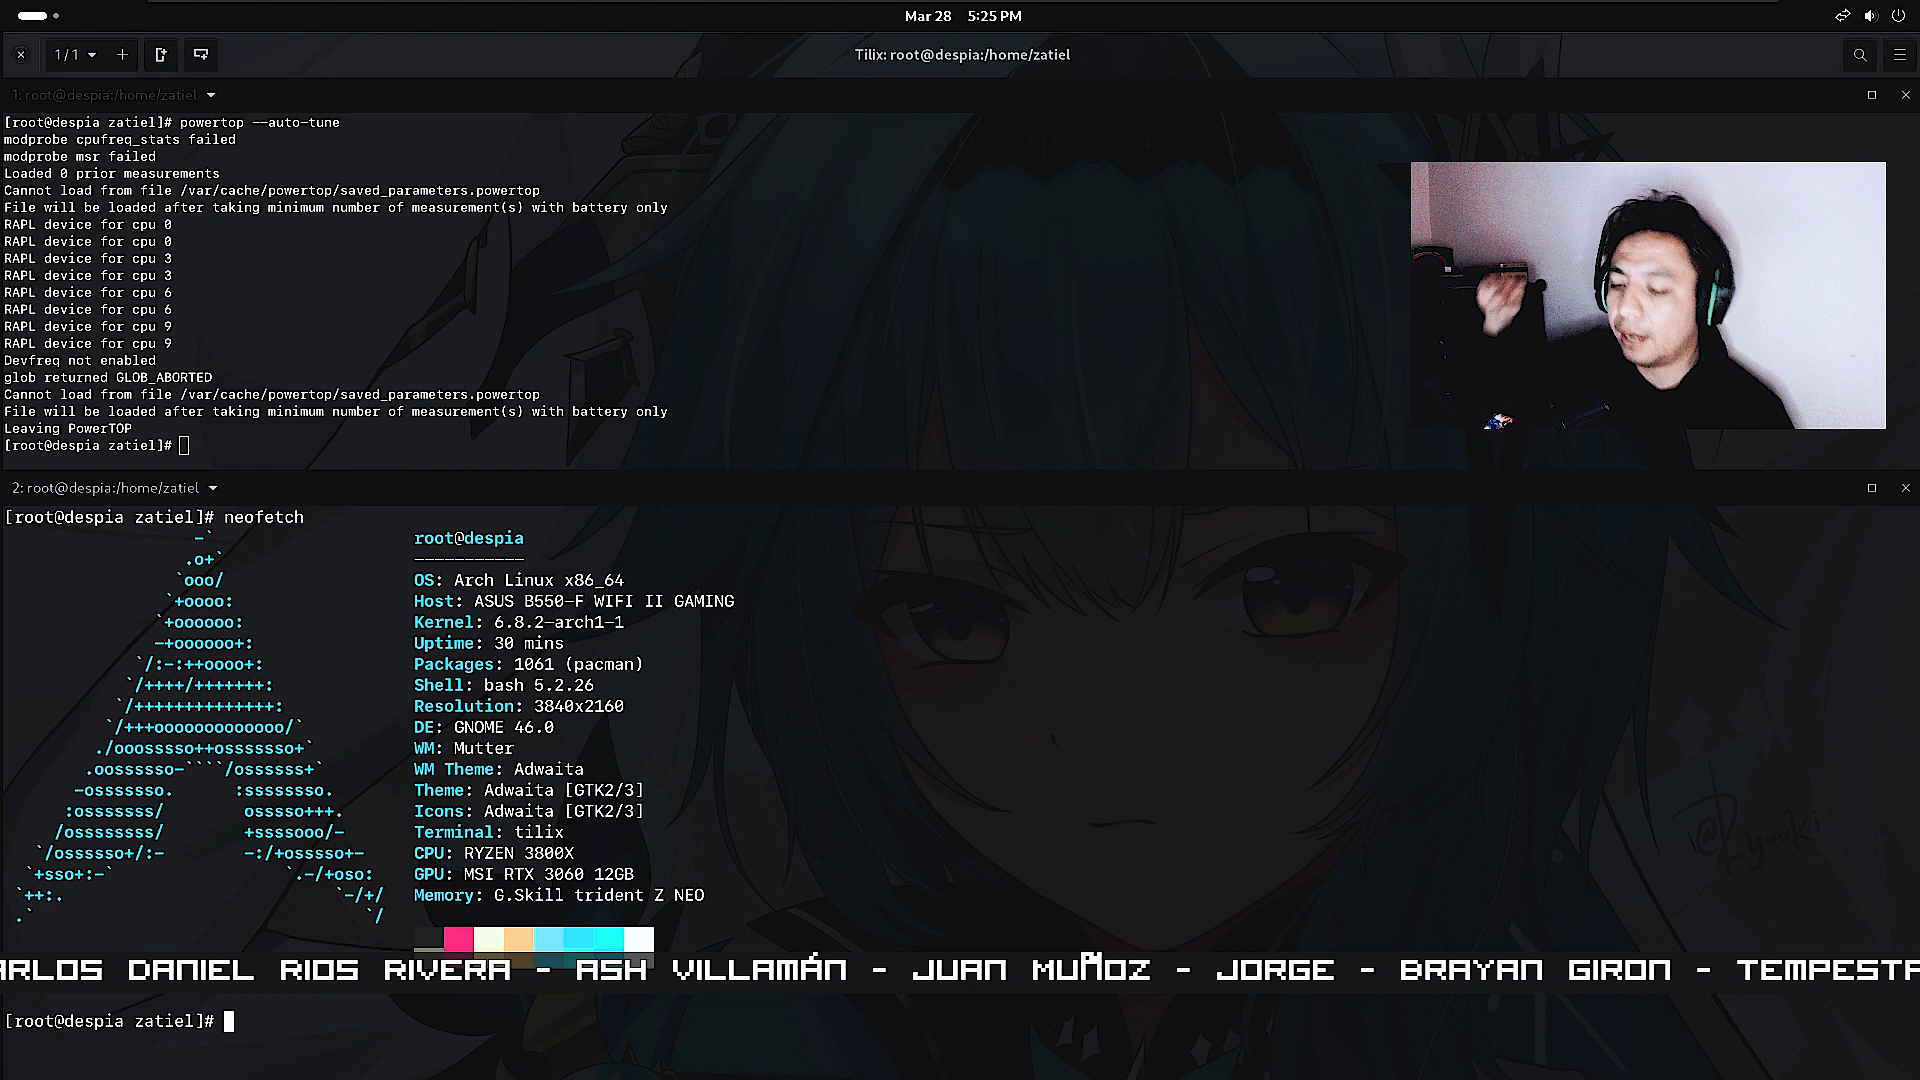 Mar 28 5:25 PM
1/1
Tilix: root@despia:/home/zatiel
1: root@despia:/home/zatiel
[root@despia zatiel]# powertop --auto-tune
modprobe cpufreq_stats failed
modprobe msr failed
Loaded 0 prior measurements
Cannot load from file /var/cache/powertop/saved_parameters.powertop
File will be loaded after taking minimum number of measurement(s) with battery only
RAPL device for cpu 0
RAPL device for cpu 0
RAPL device for cpu 3
RAPL device for cpu 3
RAPL device for cpu 6
RAPL device for cpu 6
RAPL device for cpu 9
RAPL device for cpu 9
Devfreq not enabled
glob returned GLOB_ABORTED
Cannot load from file /var/cache/powertop/saved_parameters.powertop
File will be loaded after taking minimum number of measurement(s) with battery only
Leaving PowerTOP
[root@despia zatiel]#
2: root@despia:/home/zatiel
[root@despia zatiel]# neofetch
root@despia
-----------
OS: Arch Linux x86_64
Host: ASUS B550-F WIFI II GAMING
Kernel: 6.8.2-arch1-1
Uptime: 30 mins
Packages: 1061 (pacman)
Shell: bash 5.2.26
Resolution: 3840x2160
DE: GNOME 46.0
WM: Mutter
WM Theme: Adwaita
Theme: Adwaita [GTK2/3]
Icons: Adwaita [GTK2/3]
Terminal: tilix
CPU: RYZEN 3800X
GPU: MSI RTX 3060 12GB
Memory: G.Skill trident Z NEO
@Ryuuki
ARLOS DANIEL RIOS RIVERA - ASH VILLAMÁN - JUAN MUÑOZ - JORGE - BRAYAN GIRON - TEMPESTA
[root@despia zatiel]#